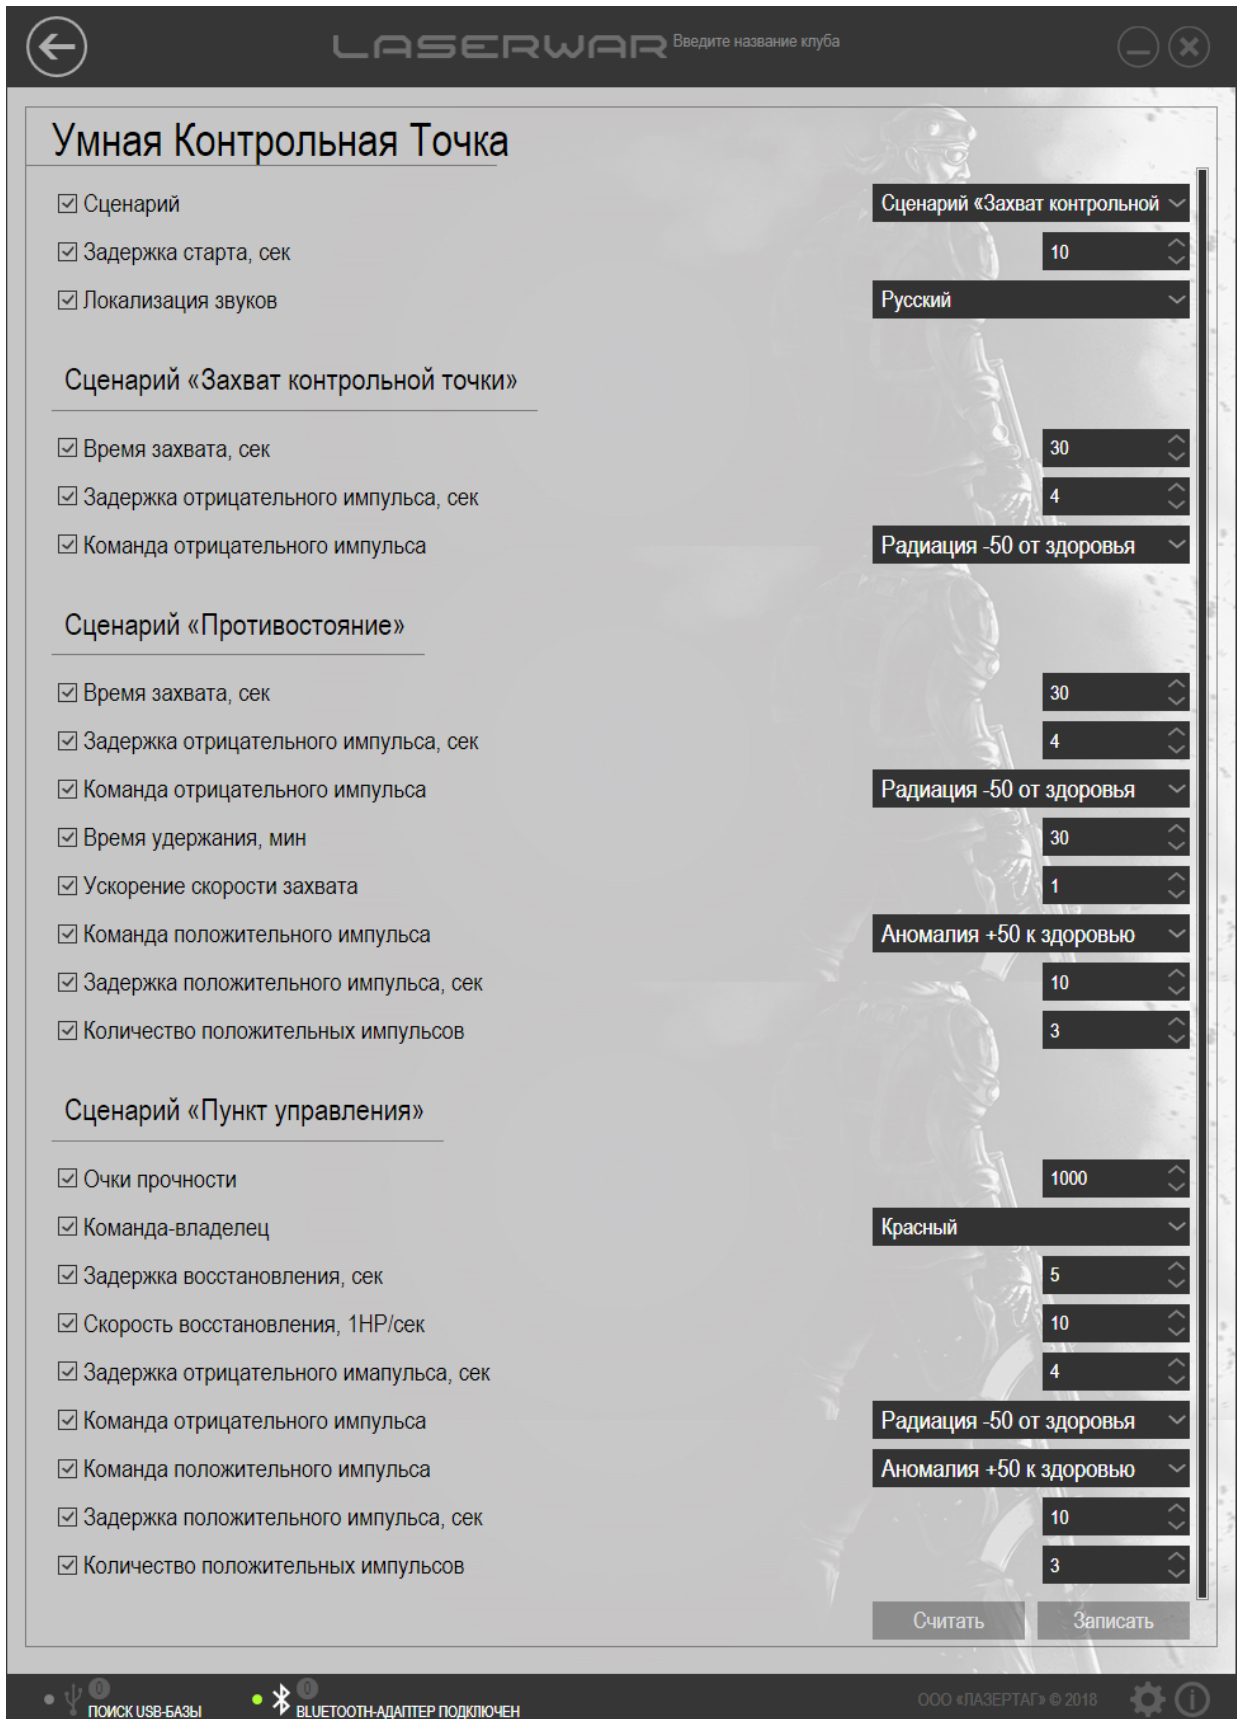 LASERWAR Введите название клуба
Умная Контрольная Точка
Сценарий Сценарий «Захват контрольной
Задержка старта, сек 10
Локализация звуков Русский
Сценарий «Захват контрольной точки»
Время захвата, сек 30
Задержка отрицательного импульса, сек 4
Команда отрицательного импульса Радиация -50 от здоровья
Сценарий «Противостояние»
Время захвата, сек 30
Задержка отрицательного импульса, сек 4
Команда отрицательного импульса Радиация -50 от здоровья
Время удержания, мин 30
Ускорение скорости захвата 1
Команда положительного импульса Аномалия +50 к здоровью
Задержка положительного импульса, сек 10
Количество положительных импульсов 3
Сценарий «Пункт управления»
Очки прочности 1000
Команда-владелец Красный
Задержка восстановления, сек 5
Скорость восстановления, 1HP/сек 10
Задержка отрицательного имапульса, сек 4
Команда отрицательного импульса Радиация -50 от здоровья
Команда положительного импульса Аномалия +50 к здоровью
Задержка положительного импульса, сек 10
Количество положительных импульсов 3
Считать Записать
0 0
ПОИСК USB-БАЗЫ BLUETOOTH-АДАПТЕР ПОДКЛЮЧЕН ООО «ЛАЗЕРТАГ» © 2018